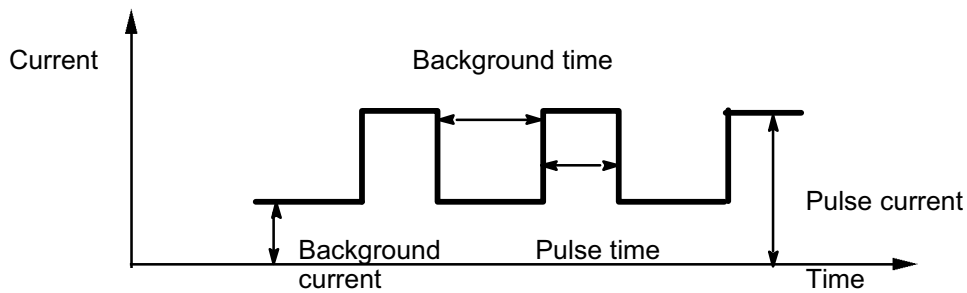 Current
Background time
Pulse current
Background
current
Pulse time
Time